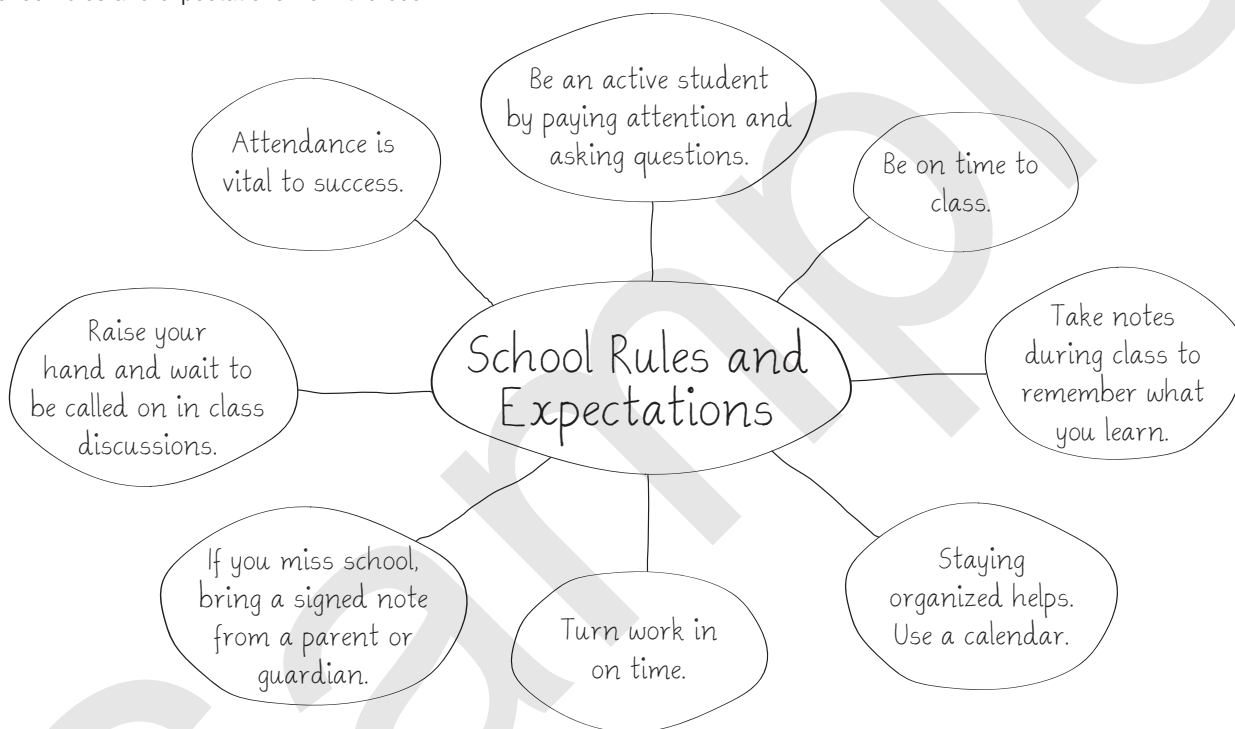 Be an active student
by paying attention and
asking questions.
Attendance is
vital to success.
Be on time to
class.
Raise your
hand and wait to
be called on in class
discussions.
School Rules and
Expectations
Take notes
during class to
remember what
you learn.
If you miss school,
bring a signed note
from a parent or
guardian.
Turn work in
on time.
Staying
organized helps.
Use a calendar.
sample